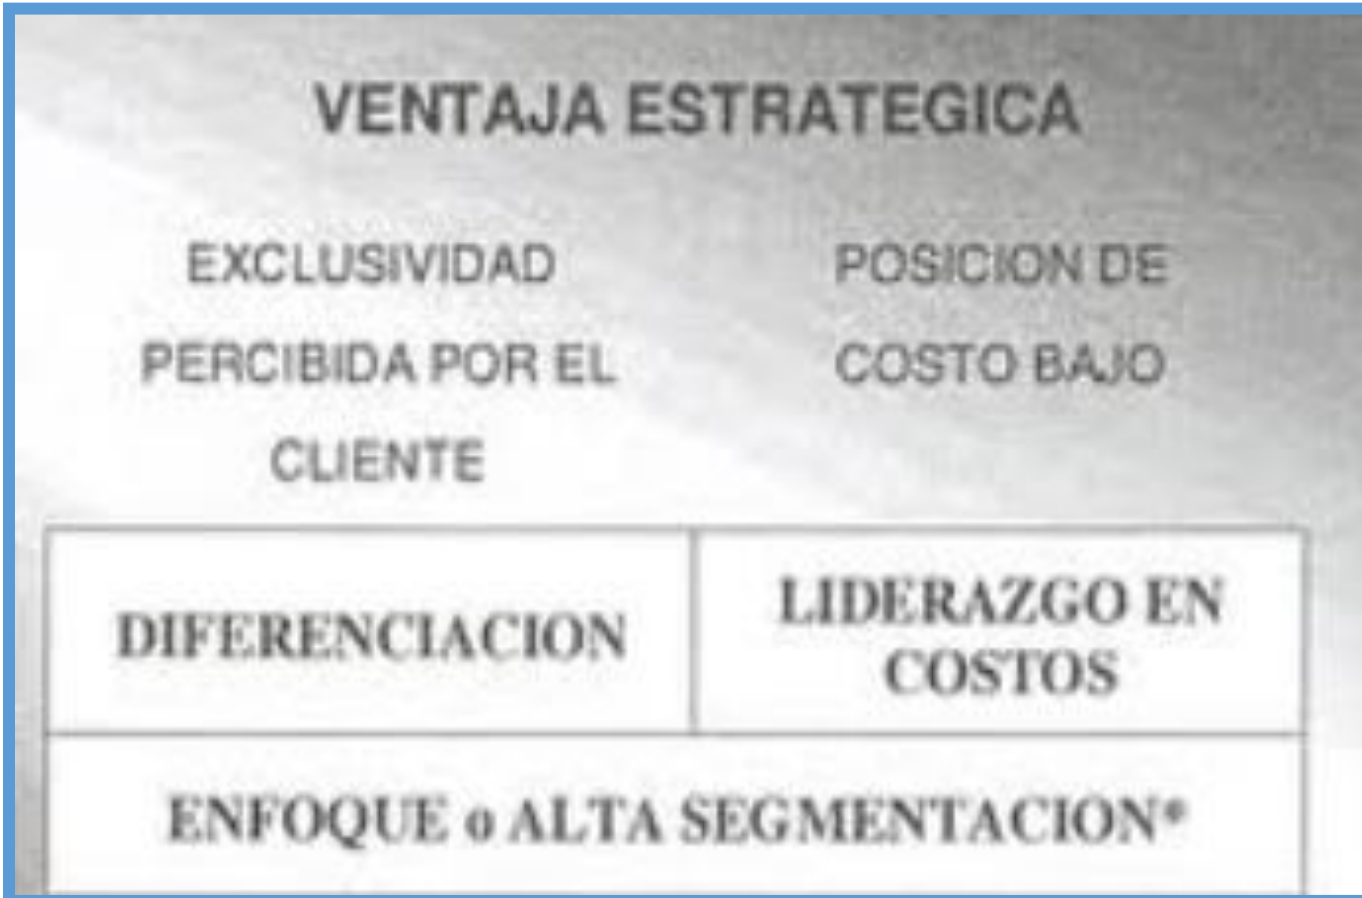 VENTAJA ESTRATEGICA
EXCLUSIVIDAD
PERCIBIDA POR EL
CLIENTE
POSICION DE
COSTO BAJO
DIFERENCIACION
LIDERAZGO EN
COSTOS
ENFOQUE o ALTA SEGMENTACION*